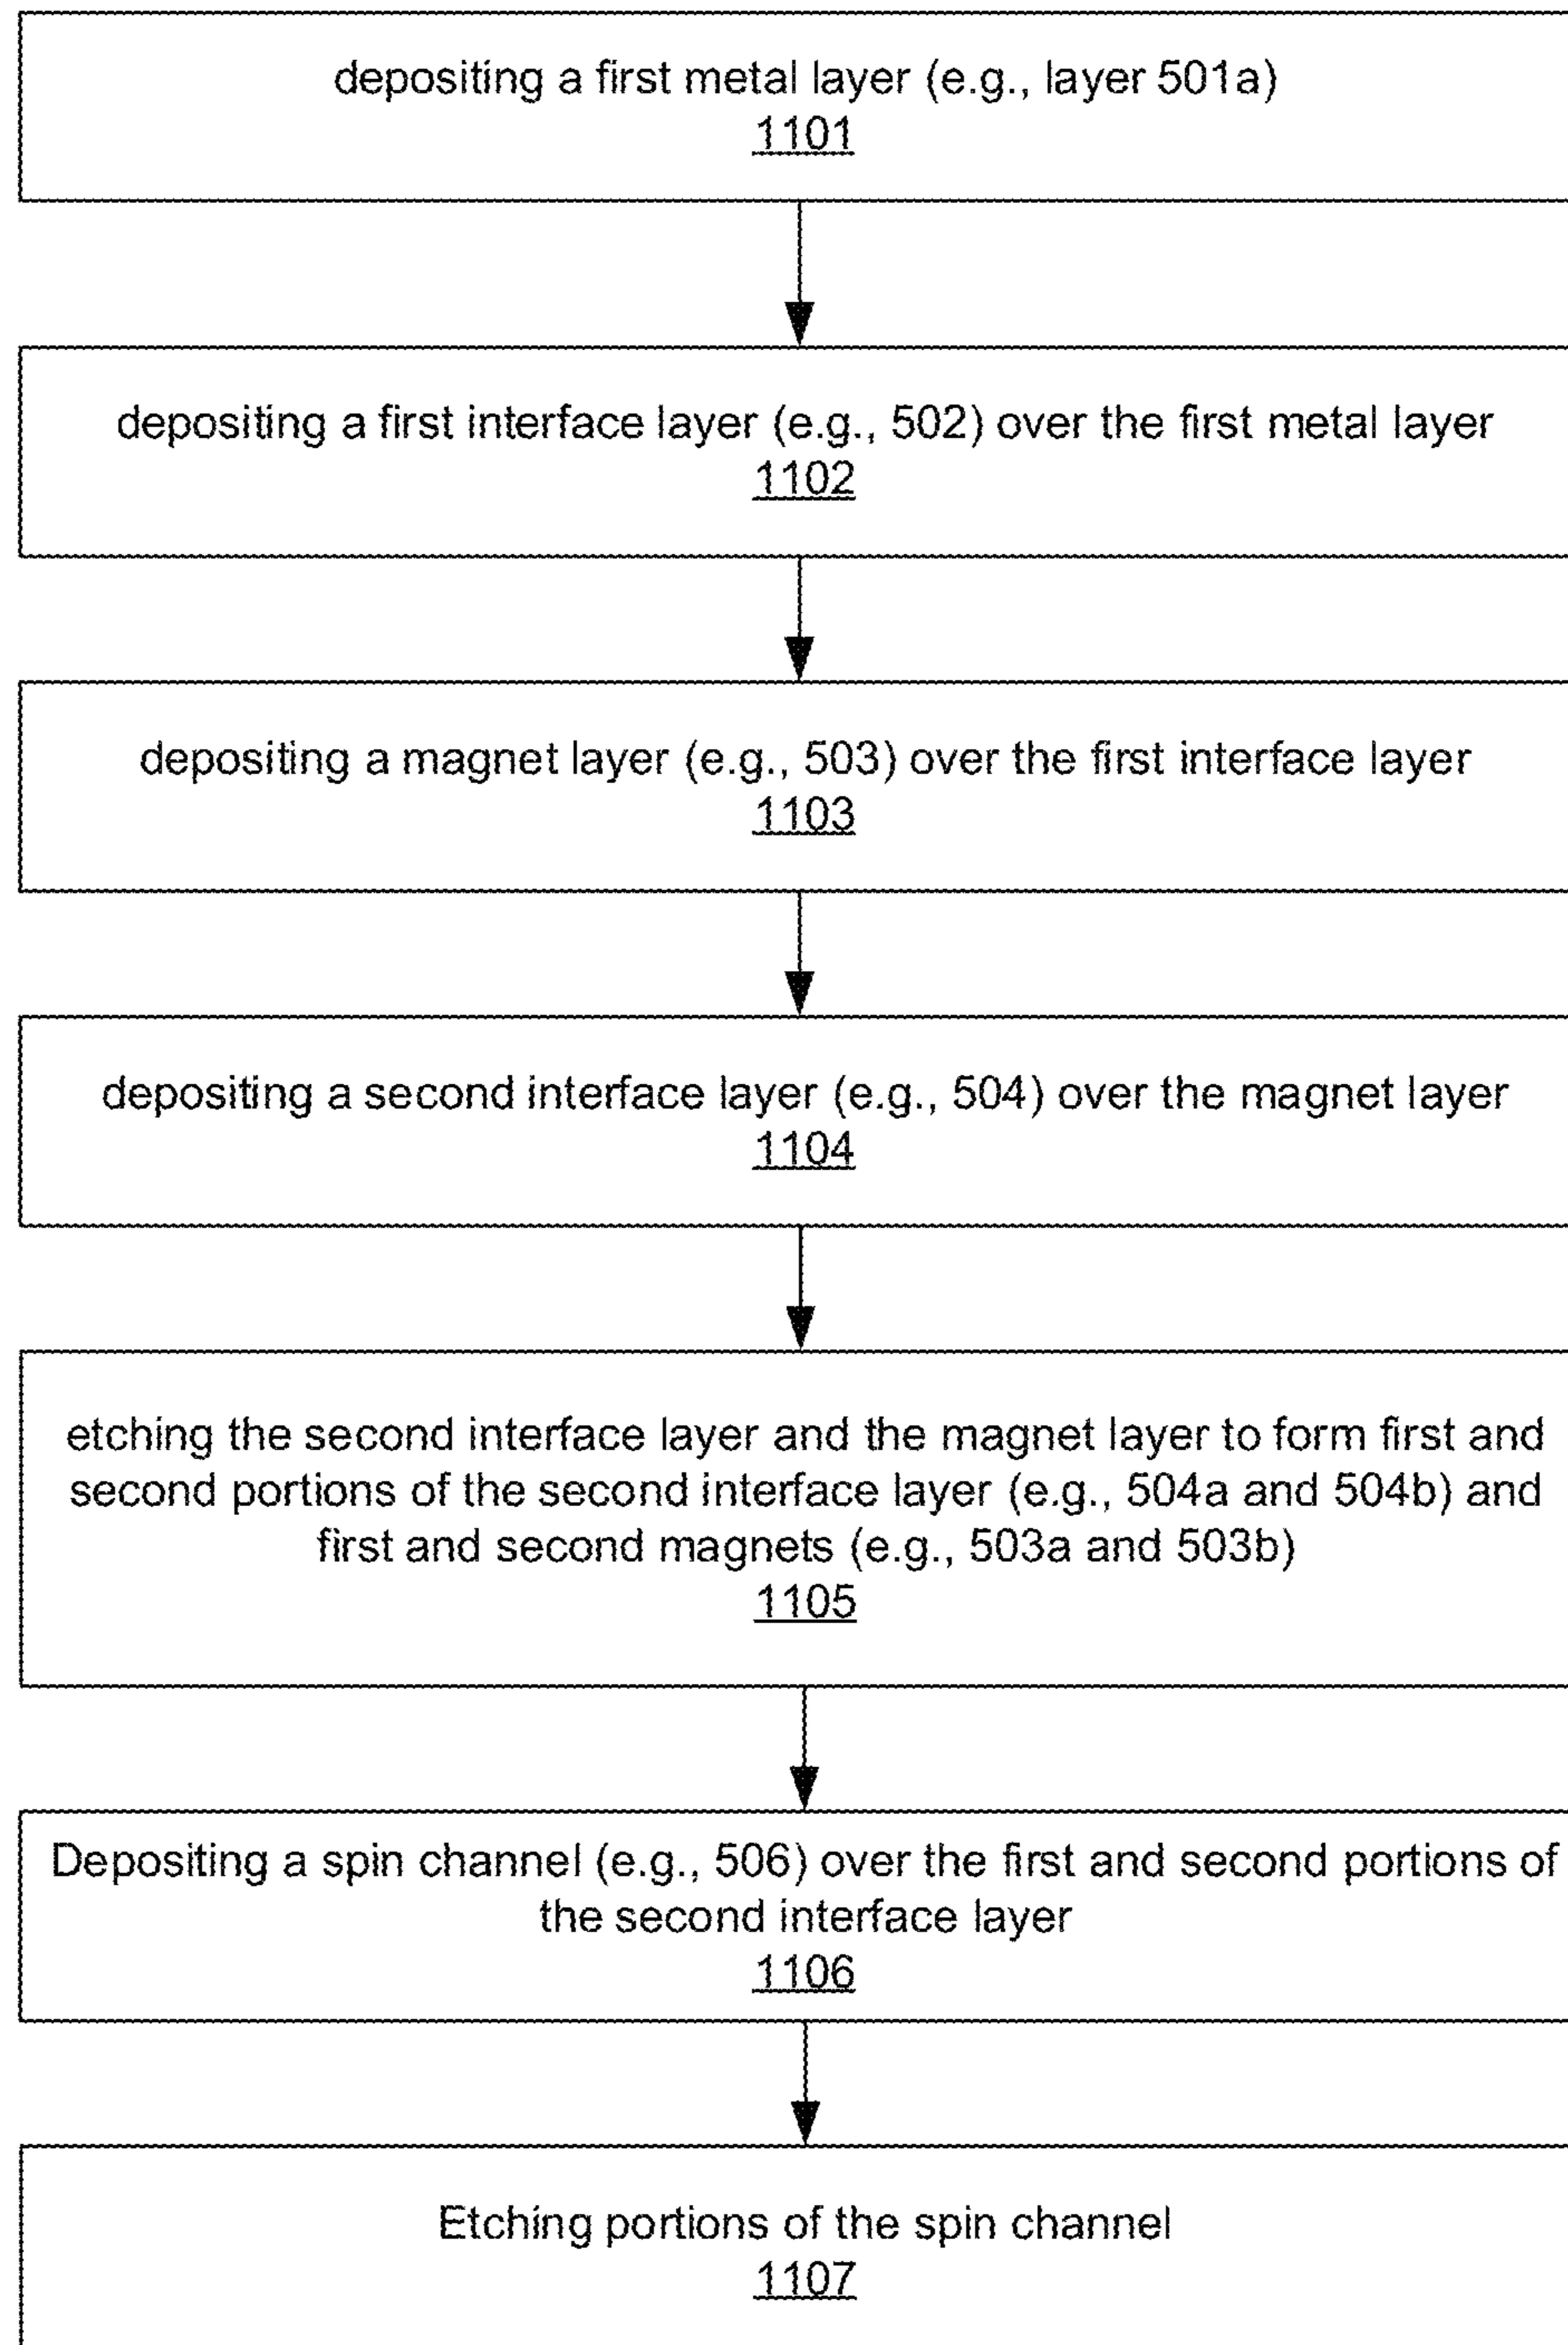 depositing a first metal layer (e.g., layer 501a)
1101
depositing a first interface layer (e.g., 502) over the first metal layer
1102
depositing a magnet layer (e.g., 503) over the first interface layer
1103
depositing a second interface layer (e.g., 504) over the magnet layer
1104
etching the second interface layer and the magnet layer to form first and
second portions of the second interface layer (e.g., 504a and 504b) and
first and second magnets (e.g., 503a and 503b)
1105
Depositing a spin channel (e.g., 506) over the first and second portions of
the second interface layer
1106
Etching portions of the spin channel
1107